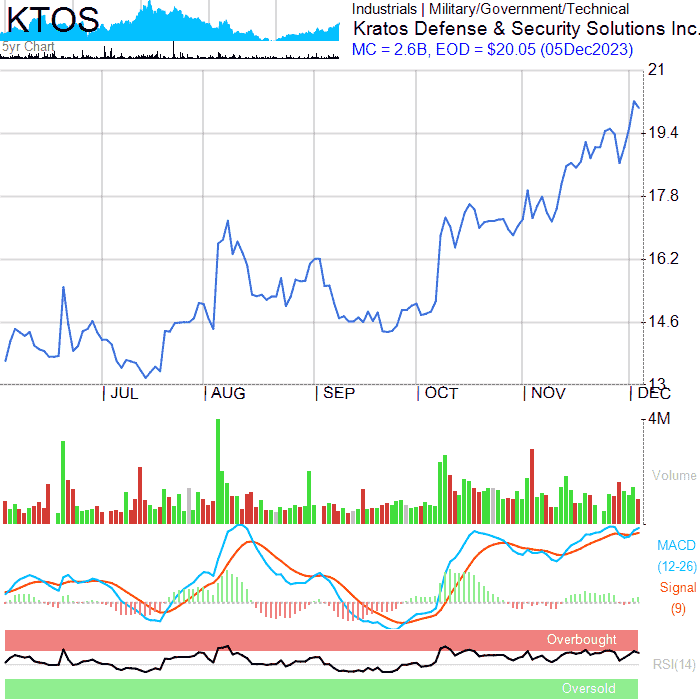 KTOS
Industrials | Military/Government/Technical
Kratos Defense & Security Solutions Inc.
5yr Chart
MC = 2.6B, EOD = $20.05 (05Dec2023)
21
19.4
17.8
16.2
14.6
13
JUL AUG SEP OCT NOV DEC
4M
Volume
MACD
(12-26)
Signal
(9)
Overbought
RSI(14)
Oversold